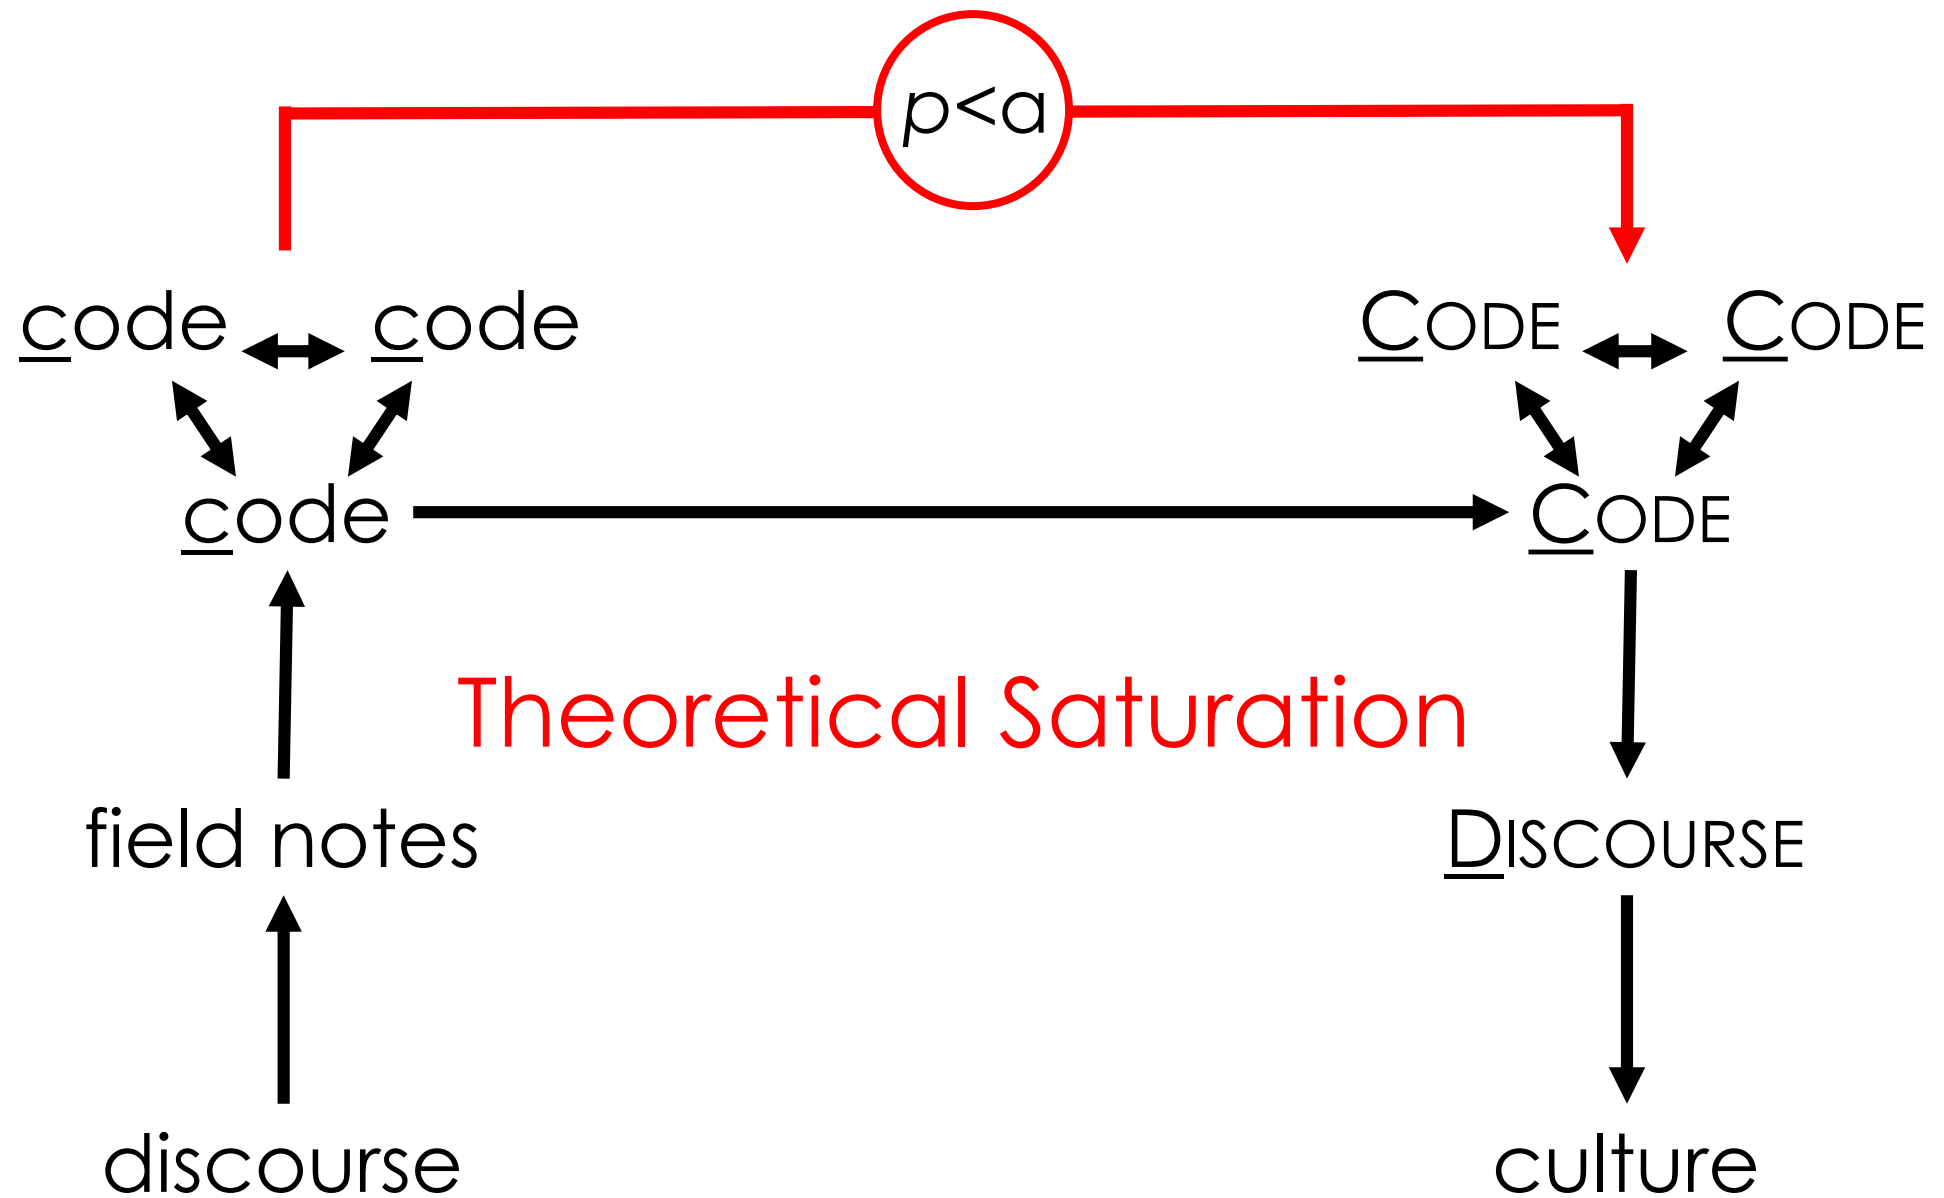 p<a
code code
CODE CODE
code
CODE
Theoretical Saturation
field notes
DISCOURSE
discourse
culture